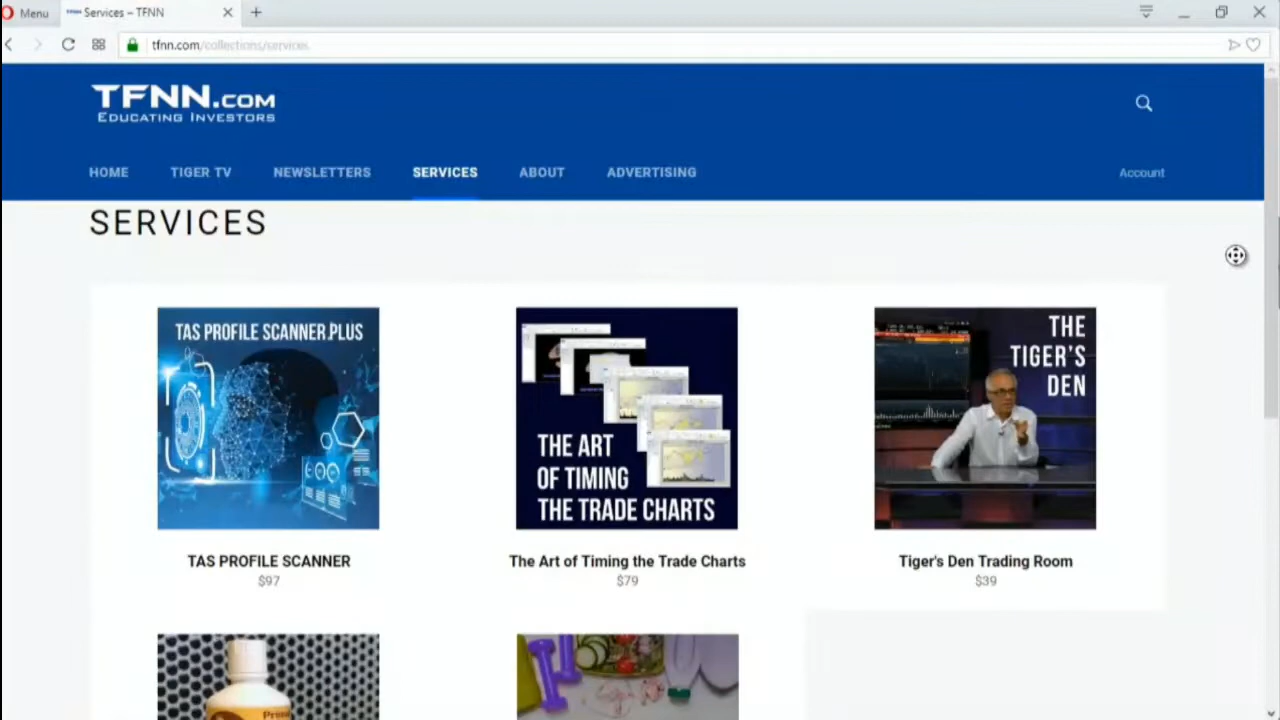 Menu
Services – TFNN
tfnn.com/collections/services
TFNN.COM
EDUCATING INVESTORS
HOME
TIGER TV
NEWSLETTERS
SERVICES
ABOUT
ADVERTISING
Account
SERVICES
TAS PROFILE SCANNER PLUS
THE ART
OF TIMING
THE TRADE CHARTS
THE
TIGER'S
DEN
TAS PROFILE SCANNER
$97
The Art of Timing the Trade Charts
$79
Tiger's Den Trading Room
$39